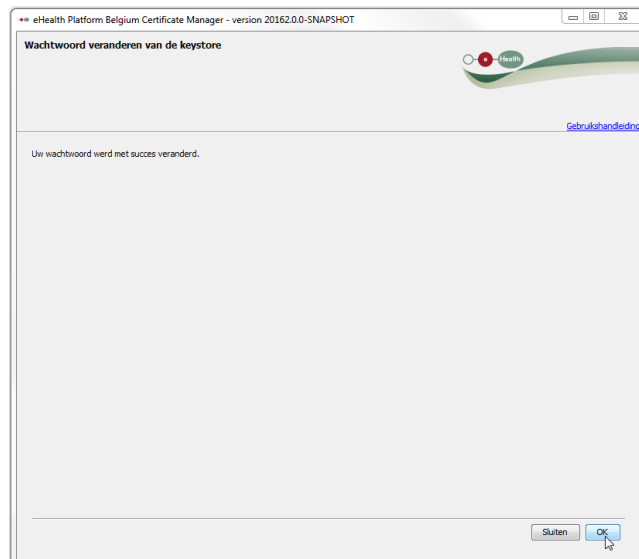 eHealth Platform Belgium Certificate Manager - version 20162.0.0-SNAPSHOT
Wachtwoord veranderen van de keystore
Health
Gebruikshandleiding
Uw wachtwoord werd met succes veranderd.
Sluiten
OK